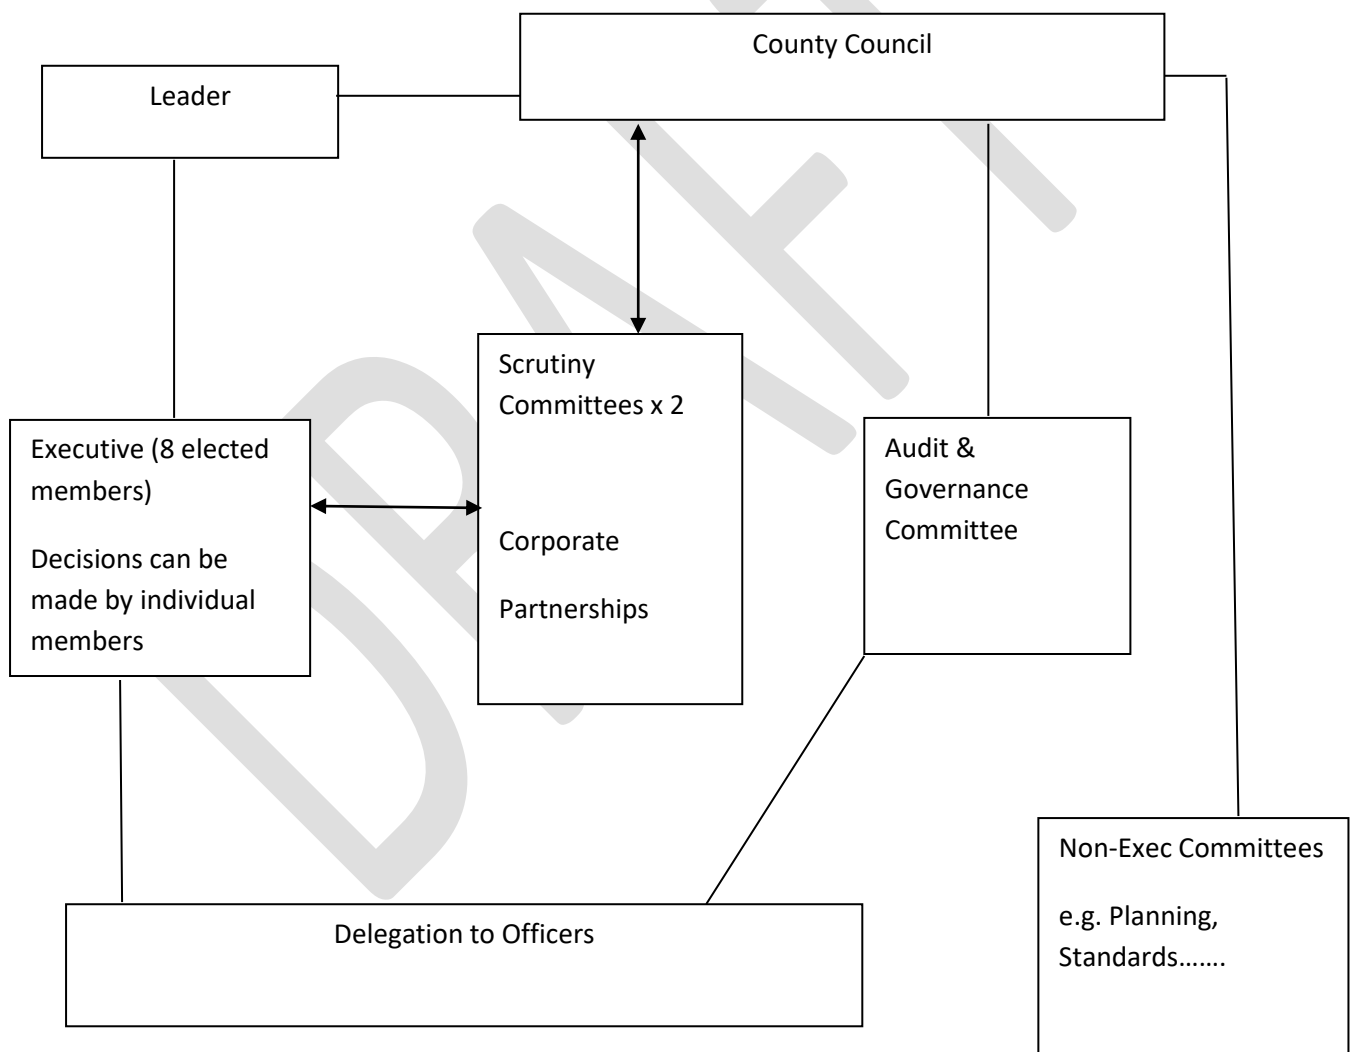 County Council
Leader
Scrutiny
Committees x 2
Corporate
Partnerships
Executive (8 elected
members)
Decisions can be
made by individual
members
Audit &
Governance
Committee
Non-Exec Committees
e.g. Planning,
Standards…….
Delegation to Officers
DRAFT